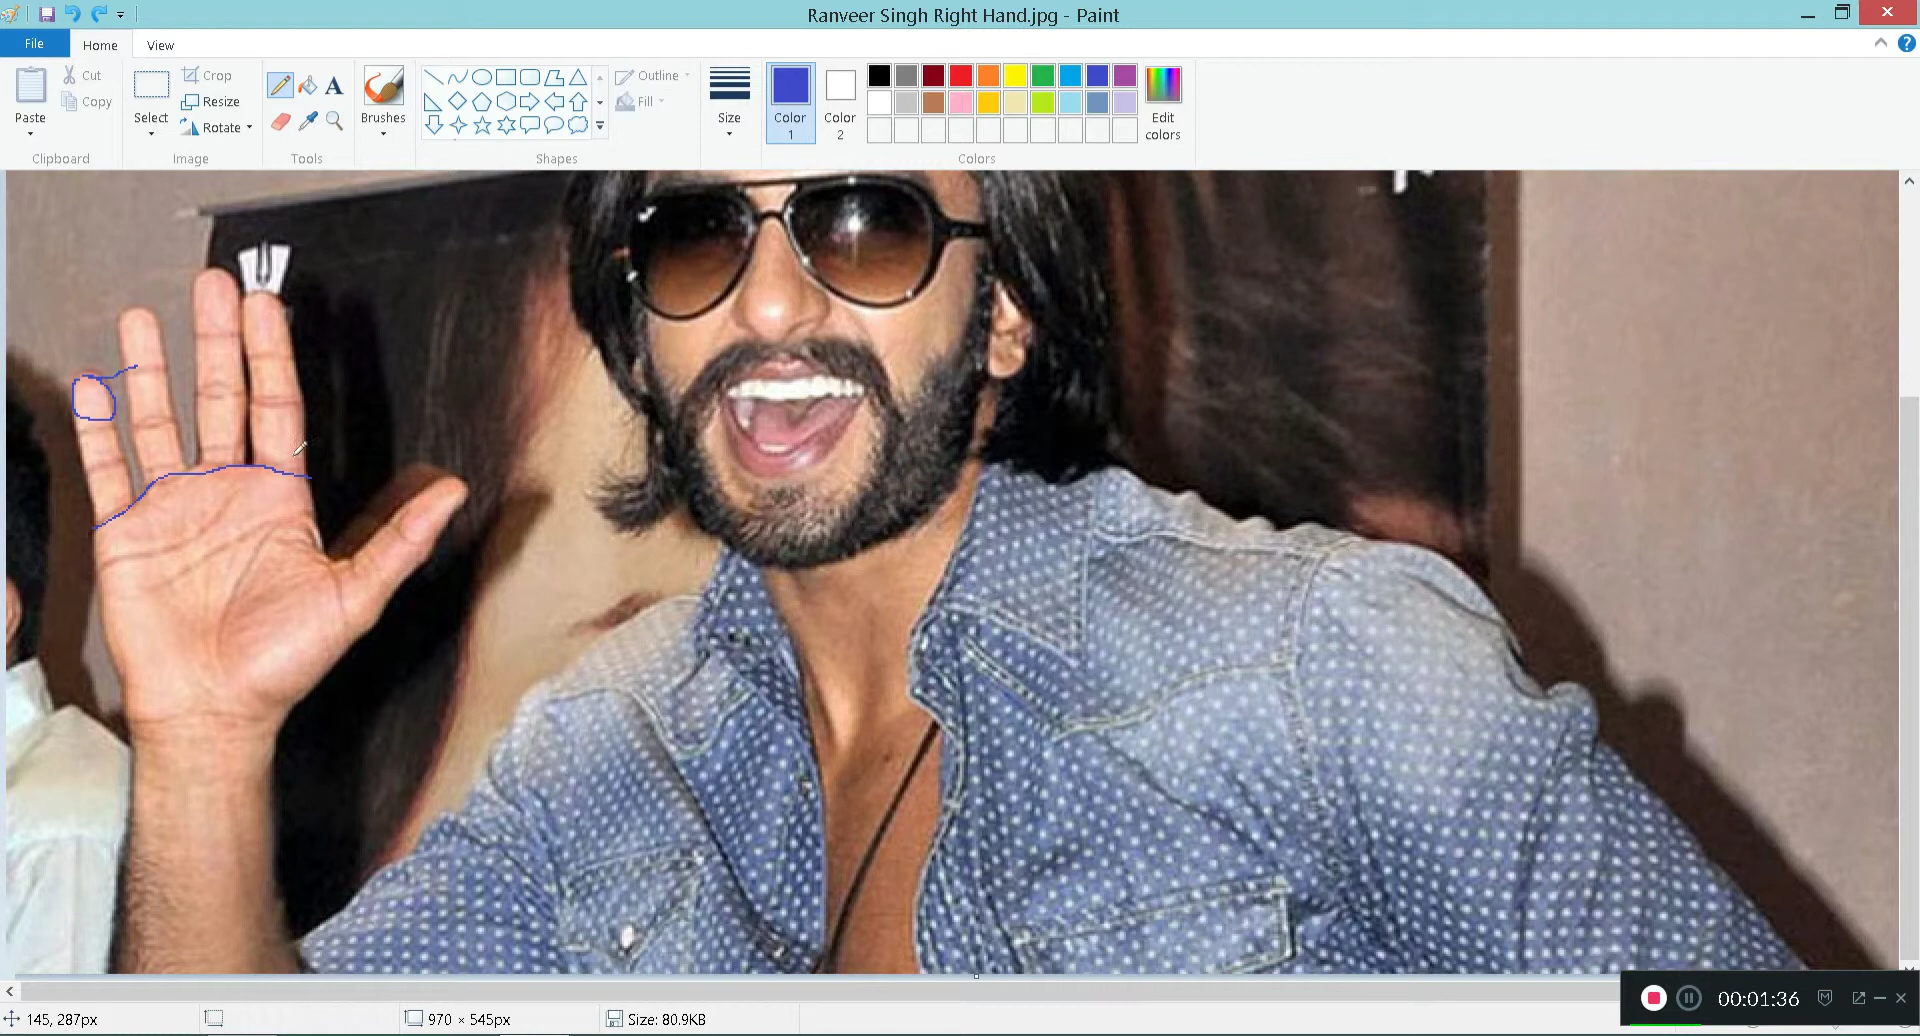 Ranveer Singh Right Hand.jpg - Paint
File
Home
View
Paste
Cut
Copy
Clipboard
Select
Crop
Resize
Rotate
Image
A
Tools
Brushes
Outline
Fill
Shapes
Size
Color
1
Color
2
Edit
colors
Colors
145, 287px
970 × 545px
Size: 80.9KB
00:01:36